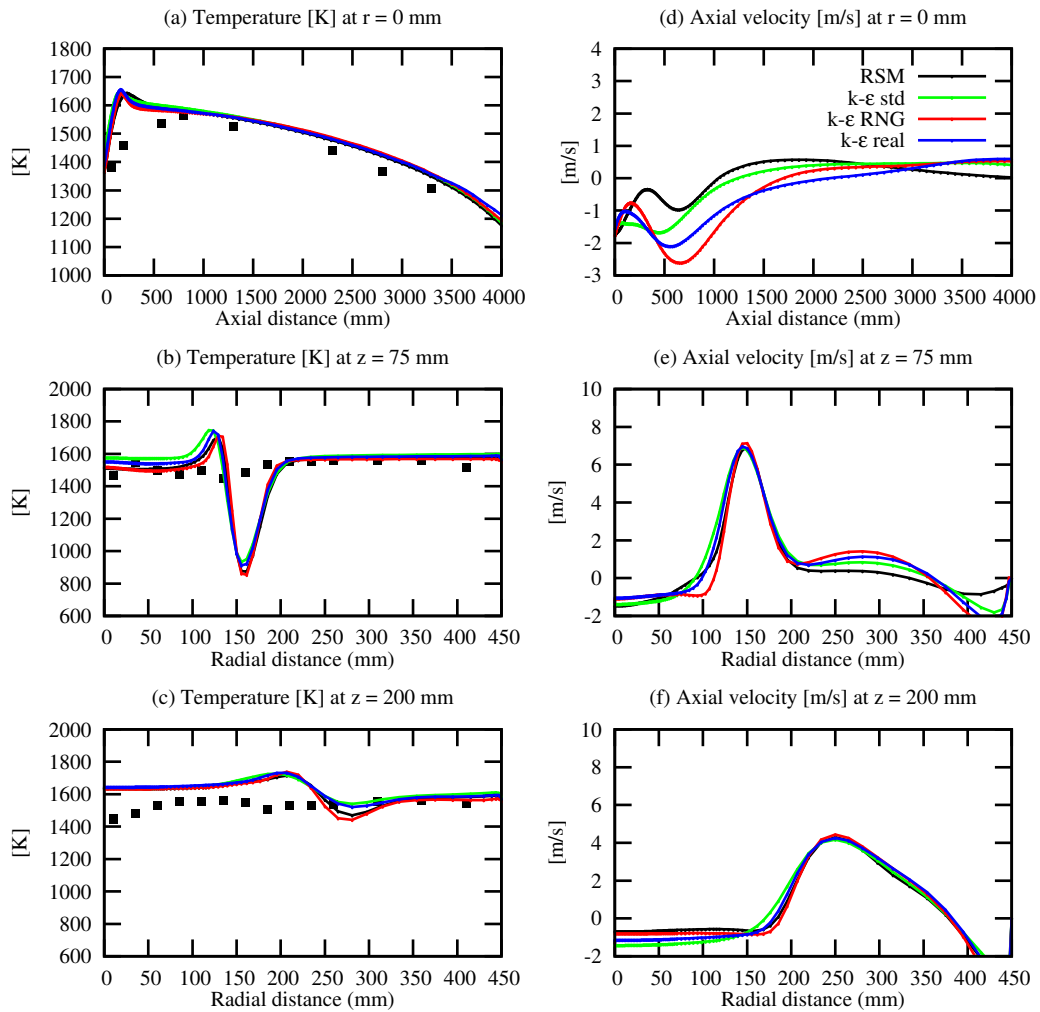 (a) Temperature [K] at r = 0 mm
1800
1700
1600
1500
1400
1300
1200
1100
1000
[K]
0 500 1000 1500 2000 2500 3000 3500 4000
Axial distance (mm)
(d) Axial velocity [m/s] at r = 0 mm
4
3
2
1
0
-1
-2
-3
[m/s]
RSM
k-ε std
k-ε RNG
k-ε real
0 500 1000 1500 2000 2500 3000 3500 4000
Axial distance (mm)
(b) Temperature [K] at z = 75 mm
2000
1800
1600
1400
1200
1000
800
600
[K]
0 50 100 150 200 250 300 350 400 450
Radial distance (mm)
(e) Axial velocity [m/s] at z = 75 mm
10
8
6
4
2
0
-2
[m/s]
0 50 100 150 200 250 300 350 400 450
Radial distance (mm)
(c) Temperature [K] at z = 200 mm
2000
1800
1600
1400
1200
1000
800
600
[K]
0 50 100 150 200 250 300 350 400 450
Radial distance (mm)
(f) Axial velocity [m/s] at z = 200 mm
10
8
6
4
2
0
-2
[m/s]
0 50 100 150 200 250 300 350 400 450
Radial distance (mm)